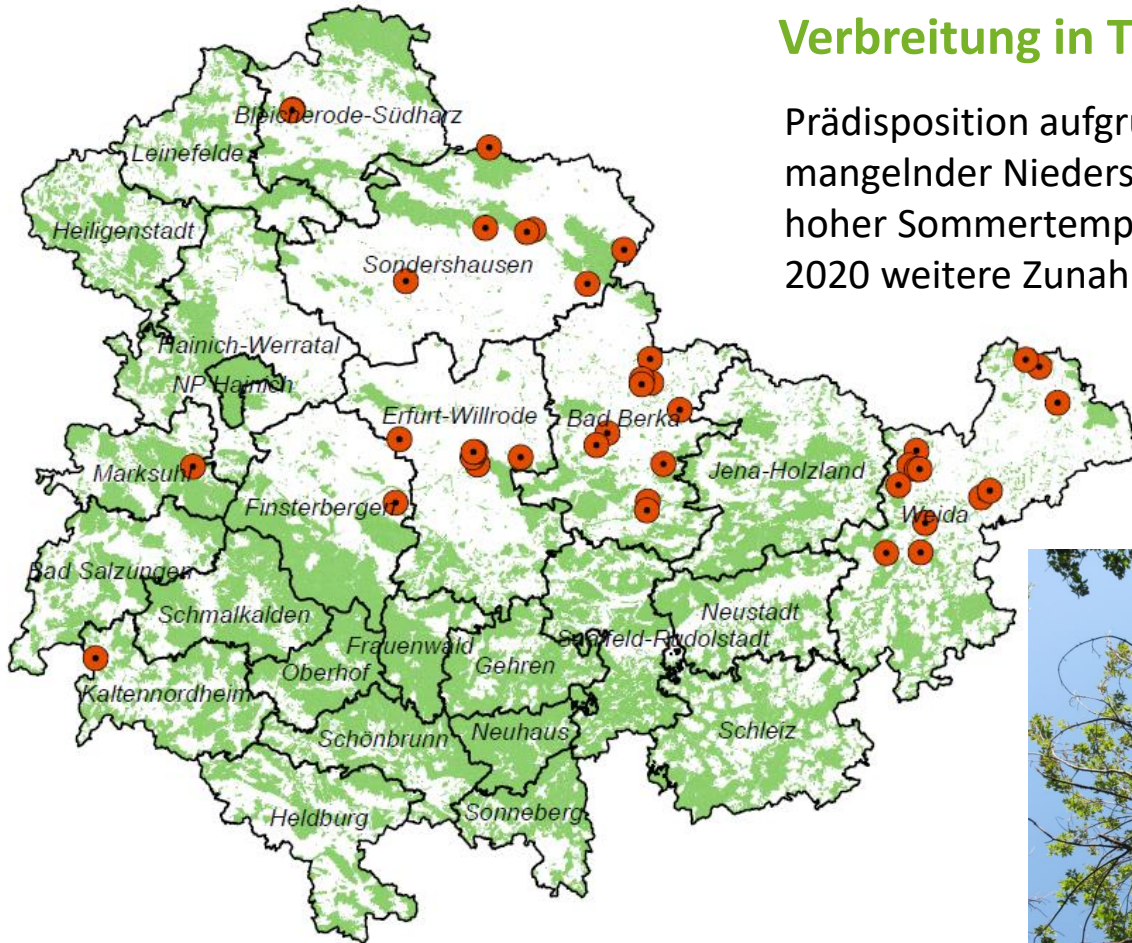 Verbreitung in T
Prädisposition aufgru
mangelnder Nieders
hoher Sommertemp
2020 weitere Zunah
Bleicherode-Südharz
Leinefelde
Heiligenstadt
Sondershausen
Hainich-Werratal
NP Hainich
Erfurt-Willrode
Bad Berka
Marksuhl
Jena-Holzland
Finsterbergen
Weida
Bad Salzungen
Schmalkalden
Neustadt
Frauenwald
Saalfeld-Rudolstadt
Oberhof
Gehren
Kaltennordheim
Schönbrunn
Neuhaus
Schleiz
Heldburg
Sonneberg